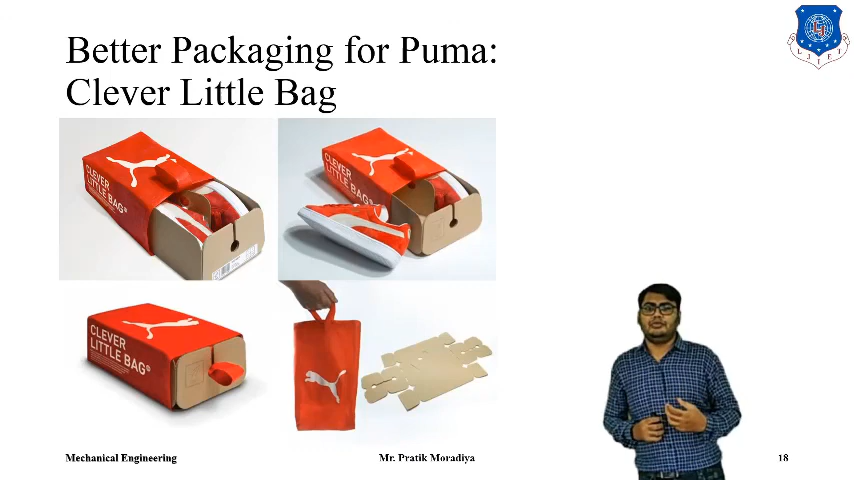 Better Packaging for Puma:
Clever Little Bag
CLEVER
LITTLE BAG
CLEVER
LITTLE BAG
CLEVER
LITTLE BAG
Mechanical Engineering
Mr. Pratik Moradiya
18